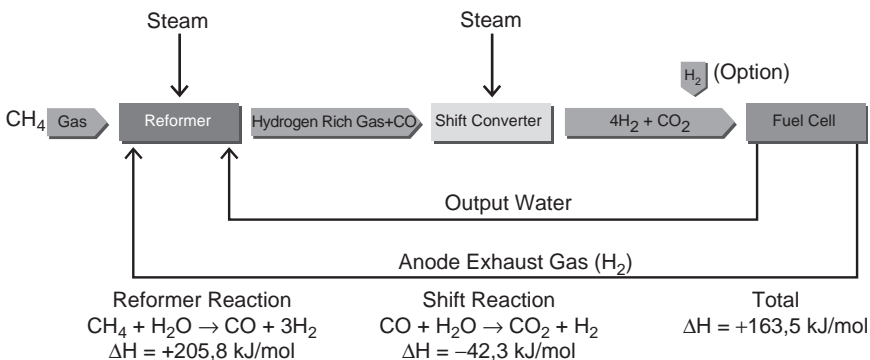 Steam
Steam
H₂ (Option)
CH₄ Gas
Reformer
Hydrogen Rich Gas+CO
Shift Converter
4H₂ + CO₂
Fuel Cell
Output Water
Anode Exhaust Gas (H₂)
Reformer Reaction
CH₄ + H₂O → CO + 3H₂
ΔH = +205,8 kJ/mol
Shift Reaction
CO + H₂O → CO₂ + H₂
ΔH = −42,3 kJ/mol
Total
ΔH = +163,5 kJ/mol